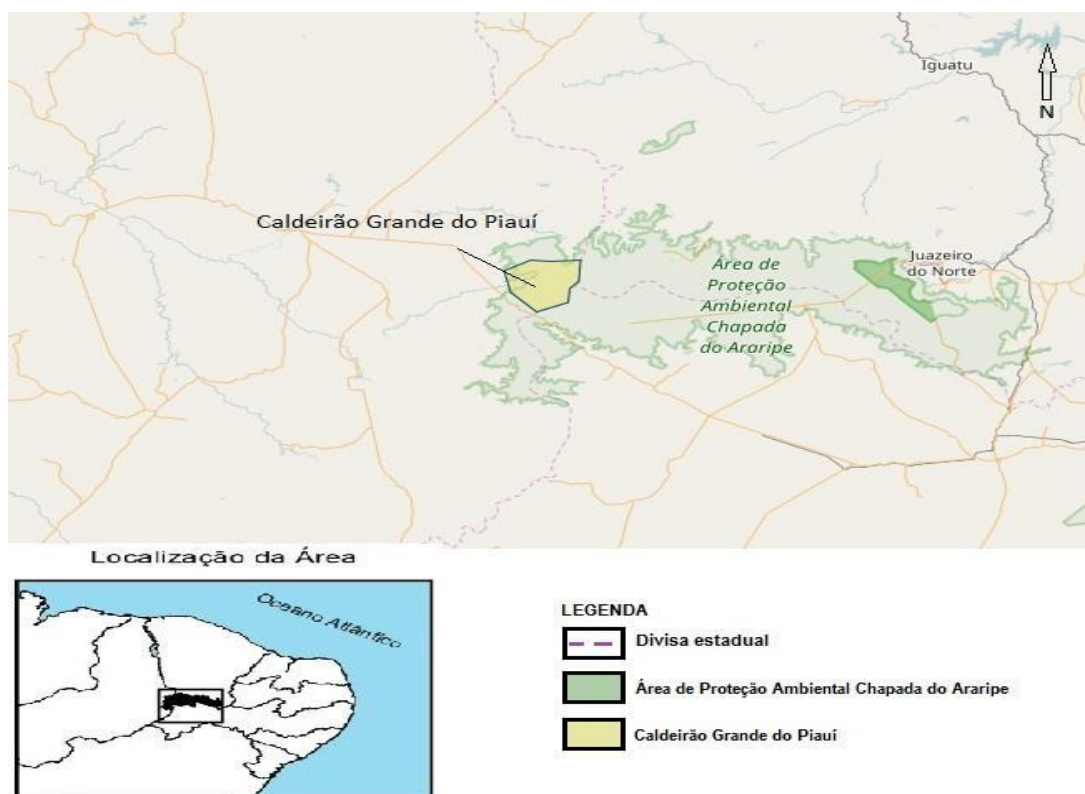 Iguatu
N
Caldeirão Grande do Piauí
Área de
Proteção
Ambiental
Chapada
do Araripe
Juazeiro
do Norte
Localização da Área
Oceano Atlântico
LEGENDA
Divisa estadual
Área de Proteção Ambiental Chapada do Araripe
Caldeirão Grande do Piauí